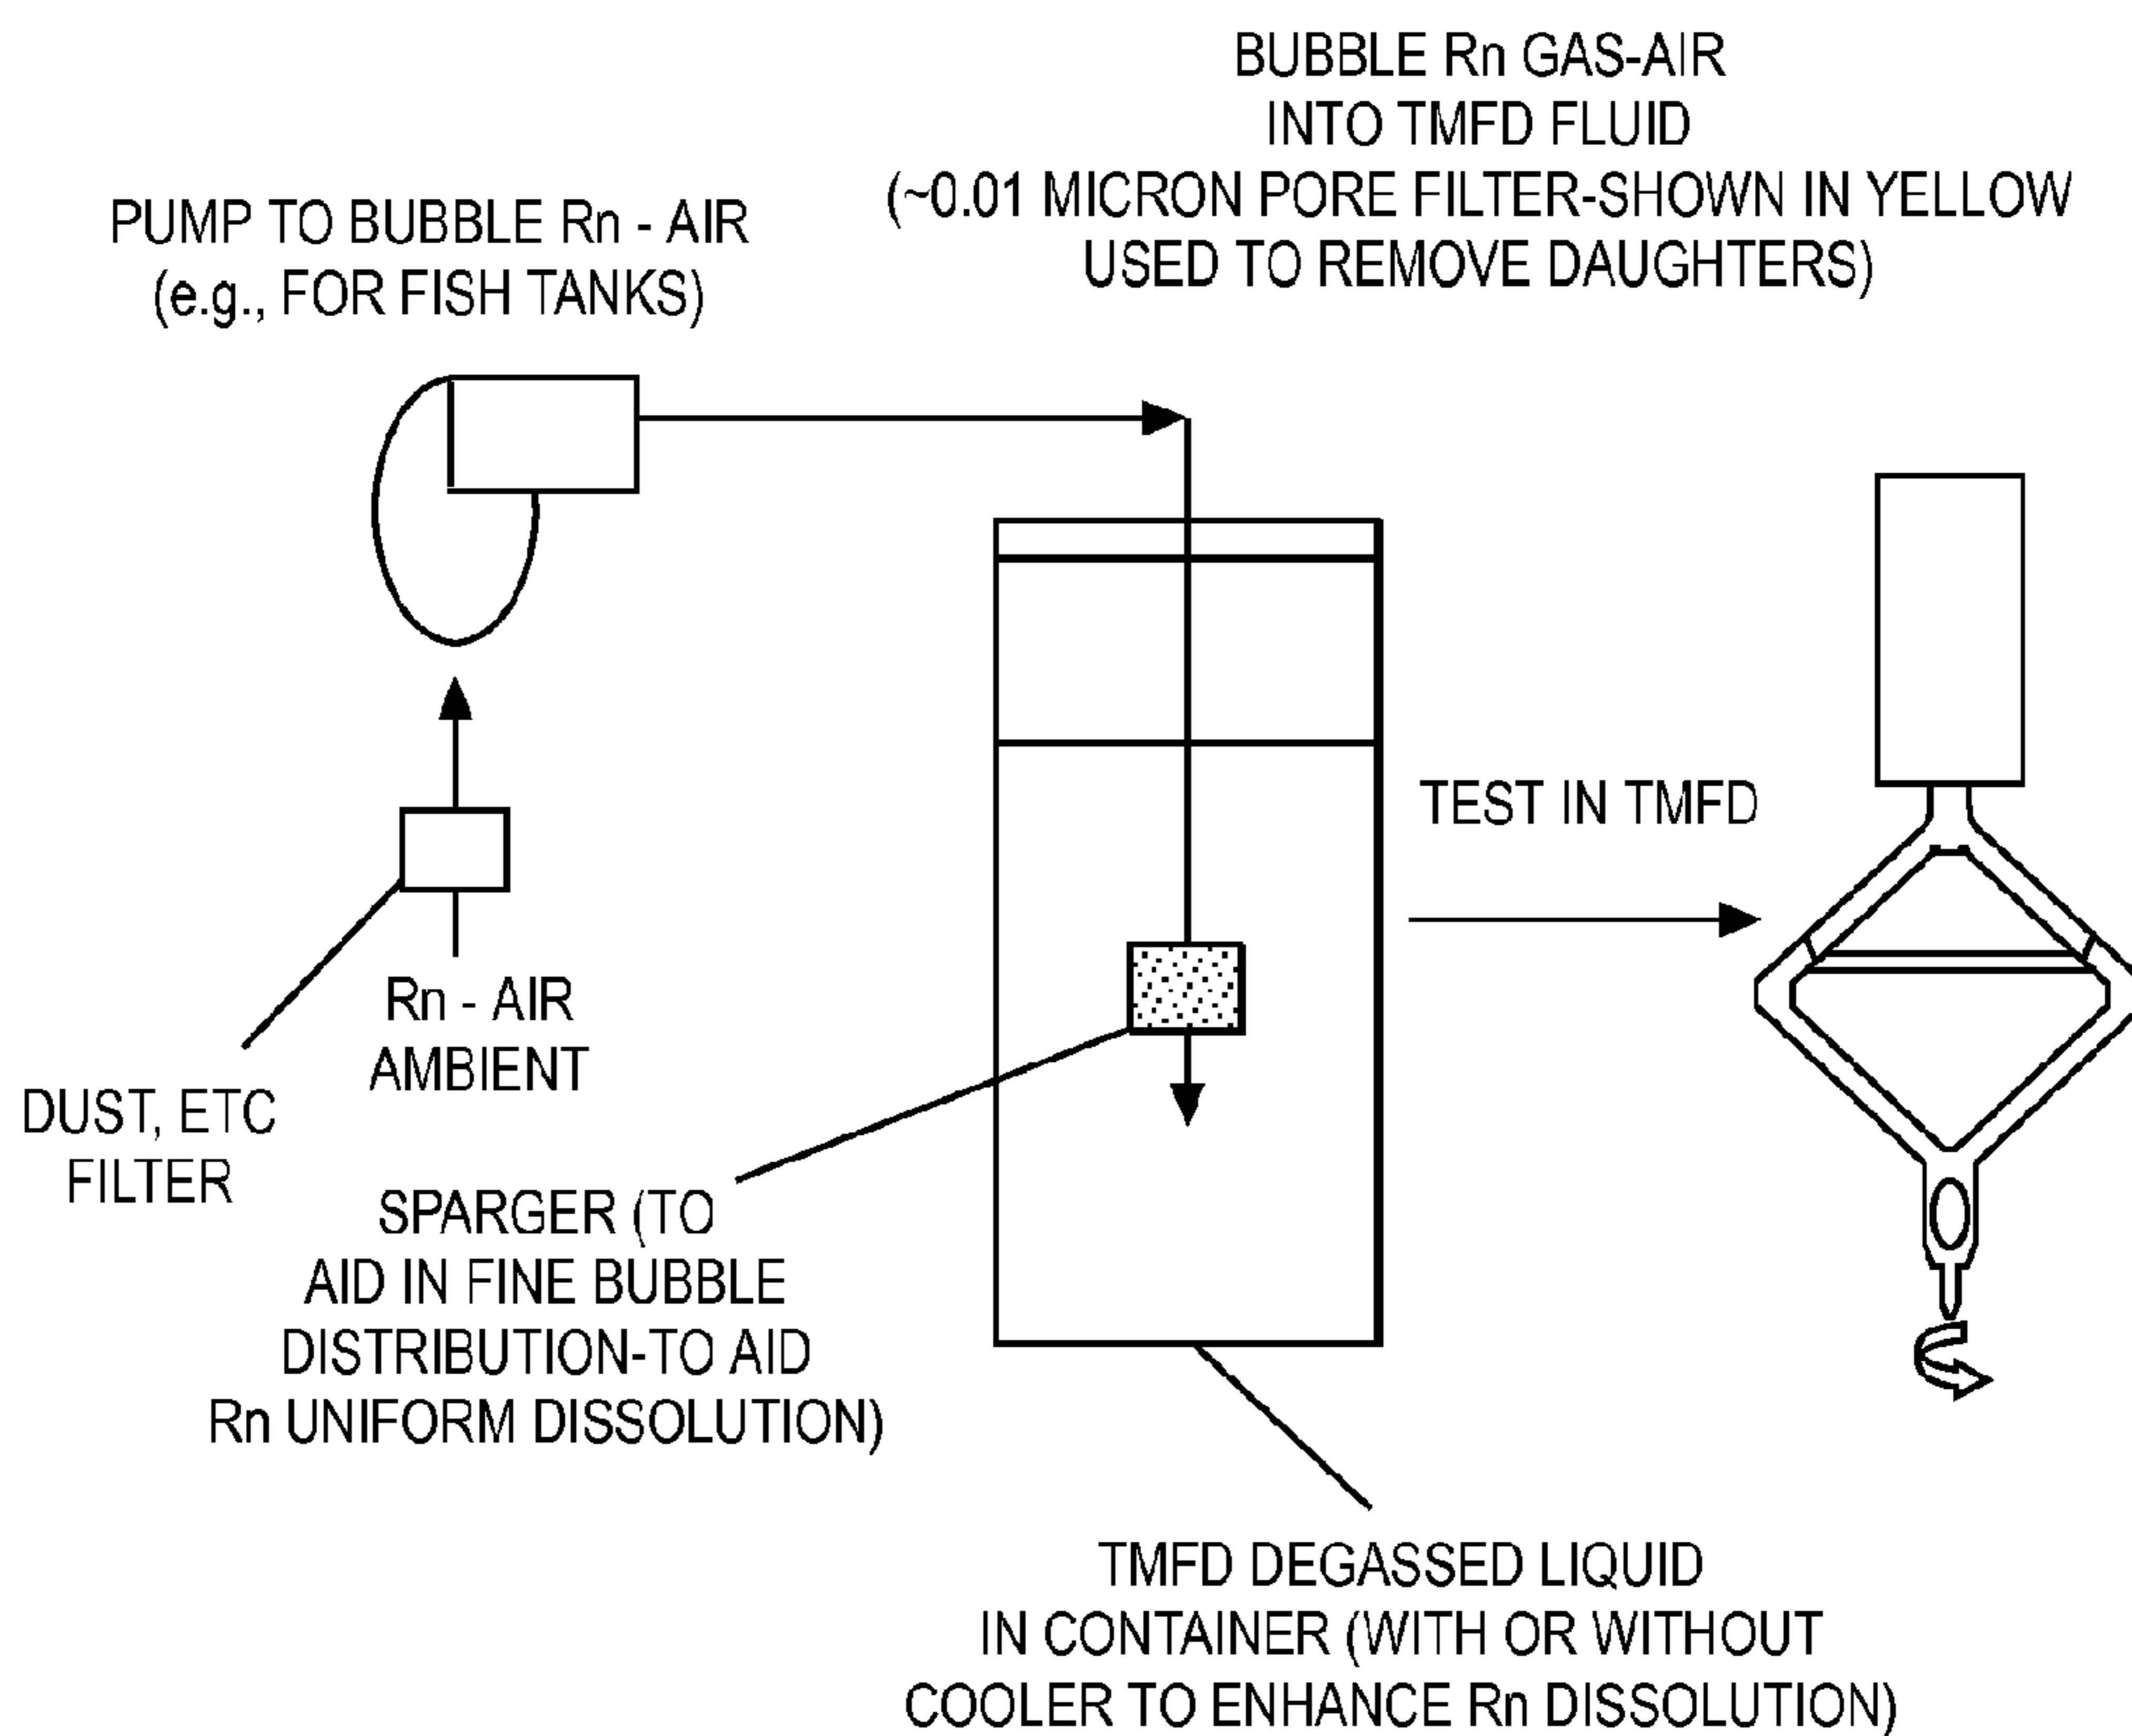 BUBBLE Rn GAS-AIR
INTO TMFD FLUID
(~0.01 MICRON PORE FILTER-SHOWN IN YELLOW
USED TO REMOVE DAUGHTERS)
PUMP TO BUBBLE Rn - AIR
(e.g., FOR FISH TANKS)
TEST IN TMFD
Rn - AIR
AMBIENT
DUST, ETC
FILTER
SPARGER (TO
AID IN FINE BUBBLE
DISTRIBUTION-TO AID
Rn UNIFORM DISSOLUTION)
TMFD DEGASSED LIQUID
IN CONTAINER (WITH OR WITHOUT
COOLER TO ENHANCE Rn DISSOLUTION)